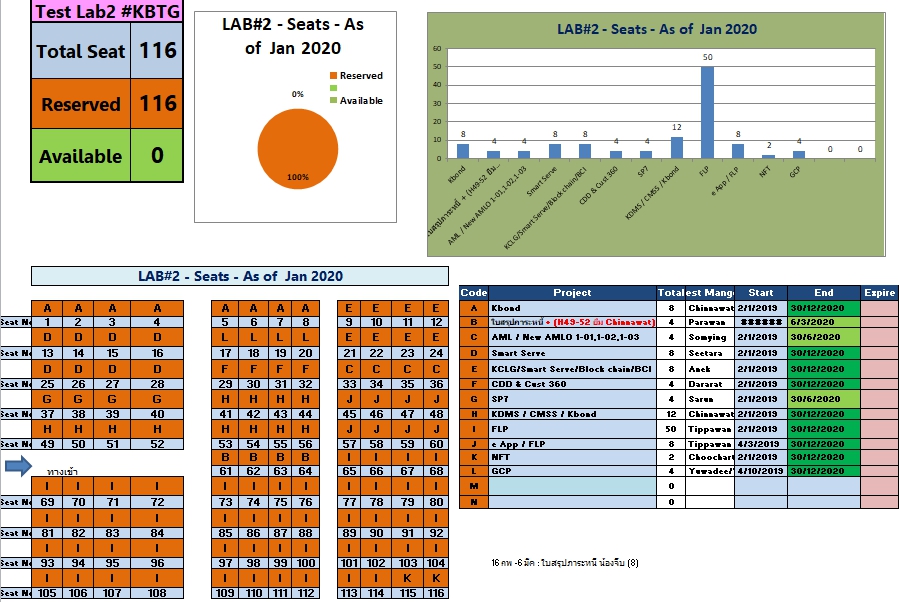 Test Lab2 #KBTG
Total Seat 116
Reserved 116
Available 0
LAB#2 - Seats - As
of Jan 2020
Reserved
Available
0%
100%
LAB#2 - Seats - As of Jan 2020
60
50
40
30
20
10
0
8 4 4 8 8 4 4 12 50 8 2 4 0 0
Kbond
ใบสรุปภาระหนี้ + (H49-52 ยืม...
AML / New AMLO 1-01,1-02,1-03
Smart Serve
KCLG/Smart Serve/Block chain/BCI
CDD & Cust 360
SP7
KDMS / CMSS / Kbond
FLP
e App / FLP
NFT
GCP
LAB#2 - Seats - As of Jan 2020
A A A A A A A A E E E E
Seat N 1 2 3 4 5 6 7 8 9 10 11 12
D D D D L L L L E E E E
Seat N 13 14 15 16 17 18 19 20 21 22 23 24
D D D D F F F F C C C C
Seat N 25 26 27 28 29 30 31 32 33 34 35 36
G G G G H H H H J J J J
Seat N 37 38 39 40 41 42 43 44 45 46 47 48
H H H H H H H H J J J J
Seat N 49 50 51 52 53 54 55 56 57 58 59 60
B B B B I I I I
ทางเข้า 61 62 63 64 65 66 67 68
I I I I I I I I I I I I
Seat N 69 70 71 72 73 74 75 76 77 78 79 80
I I I I I I I I I I I I
Seat N 81 82 83 84 85 86 87 88 89 90 91 92
I I I I I I I I I I I I
Seat N 93 94 95 96 97 98 99 100 101 102 103 104
I I I I I I I I I I K K
Seat N 105 106 107 108 109 110 111 112 113 114 115 116
Code Project Total est Mang Start End Expire
A Kbond 8 Chinnawat 2/1/2019 30/12/2020
B ใบสรุปภาระหนี้ + (H49-52 ยืม Chinnawat) 4 Parawan ###### 6/3/2020
C AML / New AMLO 1-01,1-02,1-03 4 Somying 2/1/2019 30/6/2020
D Smart Serve 8 Seetara 2/1/2019 30/12/2020
E KCLG/Smart Serve/Block chain/BCI 8 Anek 2/1/2019 30/12/2020
F CDD & Cust 360 4 Dararat 2/1/2019 30/12/2020
G SP7 4 Sarun 2/1/2019 30/6/2020
H KDMS / CMSS / Kbond 12 Chinnawat 2/1/2019 30/12/2020
I FLP 50 Tippawan 2/1/2019 30/12/2020
J e App / FLP 8 Tippawan 4/3/2019 30/12/2020
K NFT 2 Choochart 2/1/2019 30/12/2020
L GCP 4 Yuwadee/ 4/10/2019 30/12/2020
M 0
N 0
16 กพ -6 มีค : ใบสรุปภาระหนี้ น้องจิ๊บ (8)